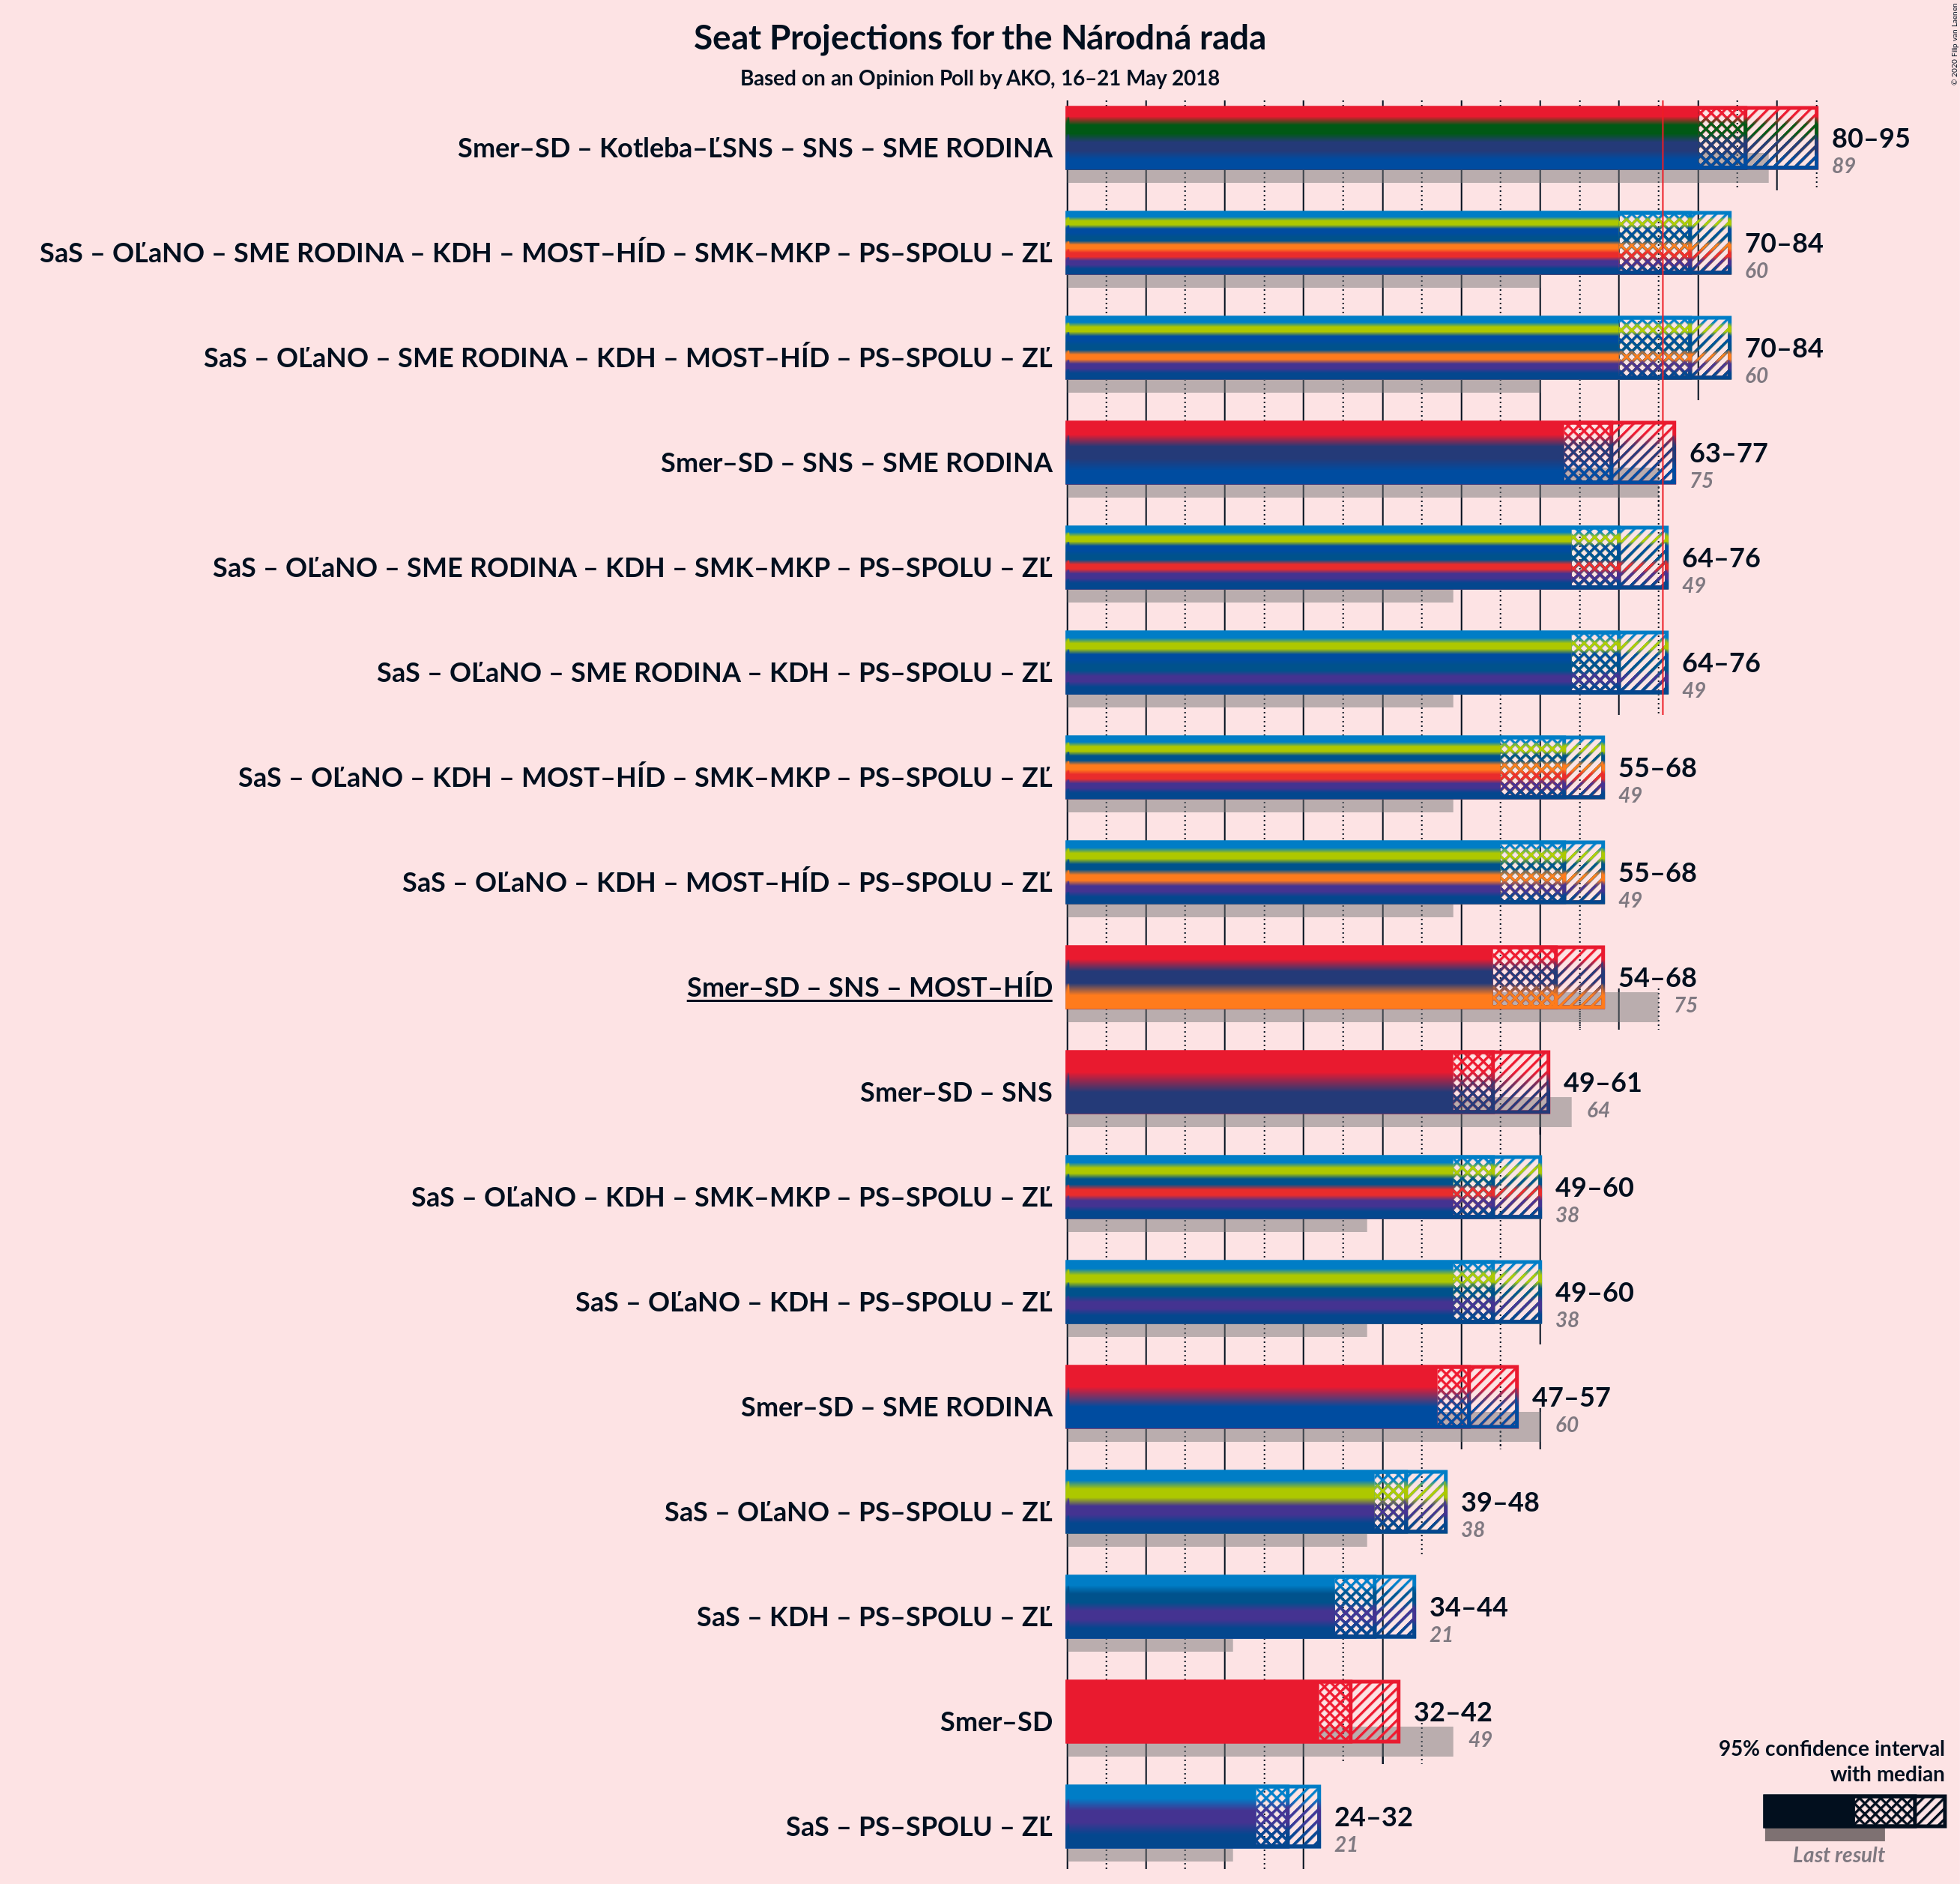 Seat Projections for the Národná rada
Based on an Opinion Poll by AKO, 16–21 May 2018
© 2020 Filip van Laenen
Smer–SD – Kotleba–ĽSNS – SNS – SME RODINA
80–95
89
SaS – OĽaNO – SME RODINA – KDH – MOST–HÍD – SMK–MKP – PS–SPOLU – ZĽ
70–84
60
SaS – OĽaNO – SME RODINA – KDH – MOST–HÍD – PS–SPOLU – ZĽ
70–84
60
Smer–SD – SNS – SME RODINA
63–77
75
SaS – OĽaNO – SME RODINA – KDH – SMK–MKP – PS–SPOLU – ZĽ
64–76
49
SaS – OĽaNO – SME RODINA – KDH – PS–SPOLU – ZĽ
64–76
49
SaS – OĽaNO – KDH – MOST–HÍD – SMK–MKP – PS–SPOLU – ZĽ
55–68
49
SaS – OĽaNO – KDH – MOST–HÍD – PS–SPOLU – ZĽ
55–68
49
Smer–SD – SNS – MOST–HÍD
54–68
75
Smer–SD – SNS
49–61
64
SaS – OĽaNO – KDH – SMK–MKP – PS–SPOLU – ZĽ
49–60
38
SaS – OĽaNO – KDH – PS–SPOLU – ZĽ
49–60
38
Smer–SD – SME RODINA
47–57
60
SaS – OĽaNO – PS–SPOLU – ZĽ
39–48
38
SaS – KDH – PS–SPOLU – ZĽ
34–44
21
Smer–SD
32–42
49
SaS – PS–SPOLU – ZĽ
24–32
21
95% confidence interval
with median
Last result